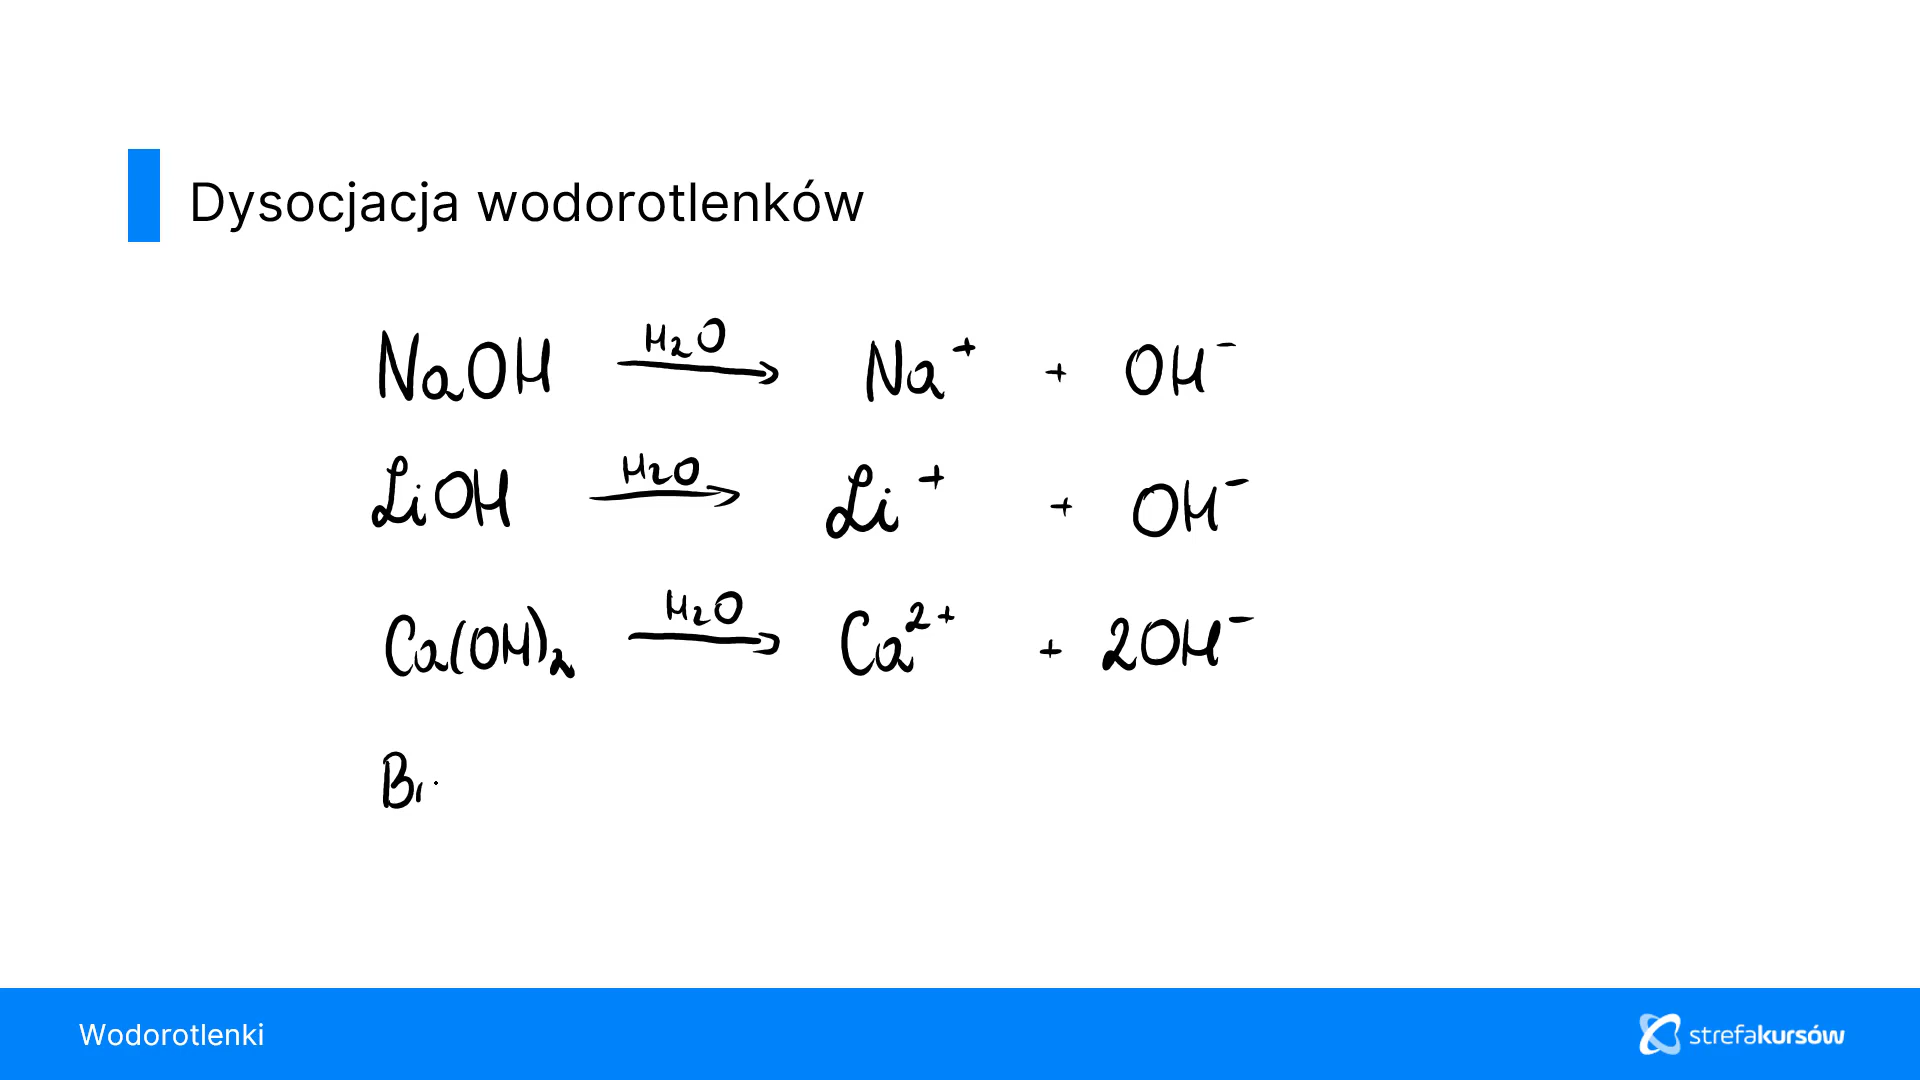 Dysocjacja wodorotlenków
NaOH H₂O → Na⁺ + OH⁻
LiOH H₂O → Li⁺ + OH⁻
Ca(OH)₂ H₂O → Ca²⁺ + 2OH⁻
B
Wodorotlenki
strefakursów